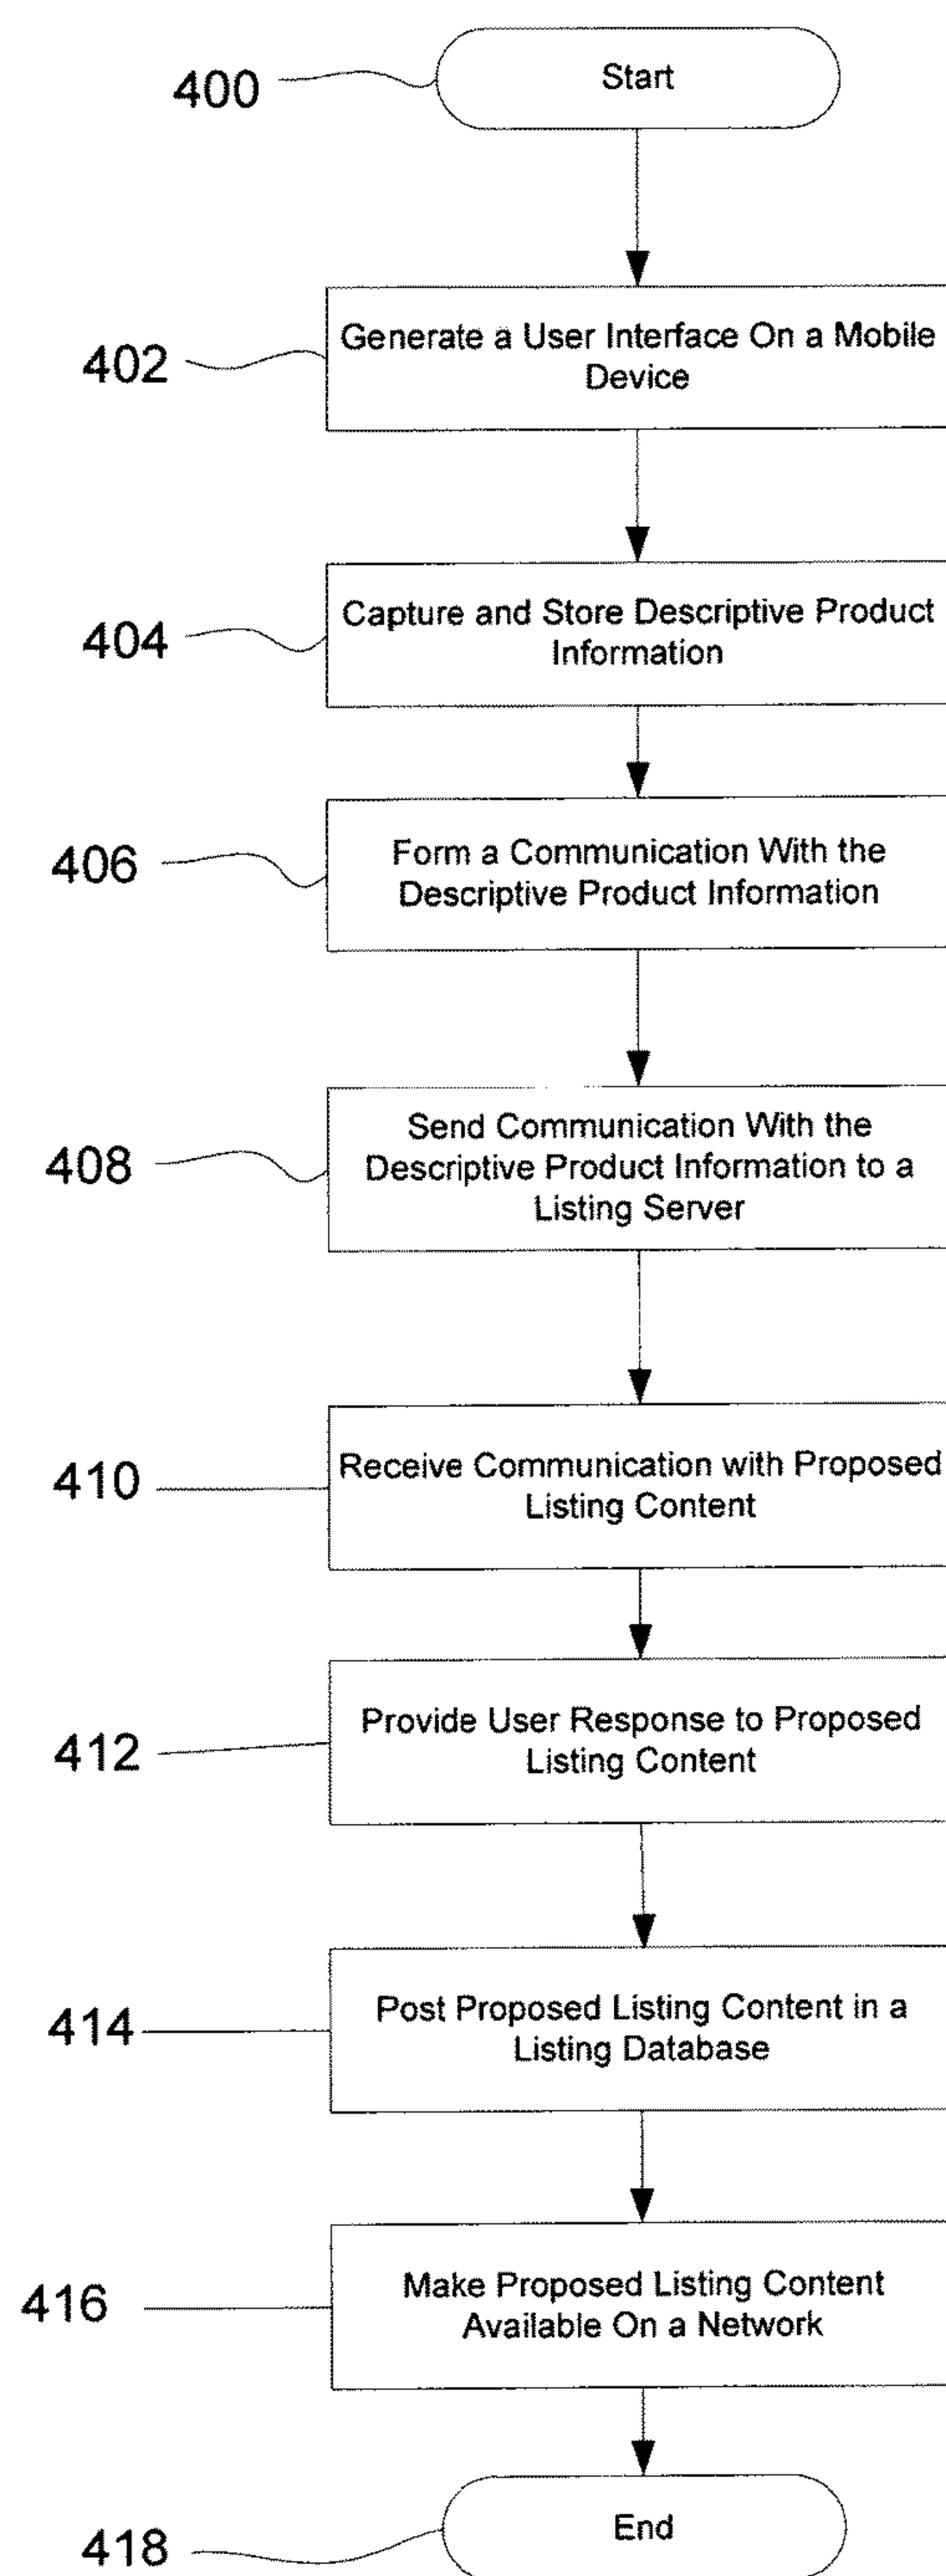 400
Start
402
Generate a User Interface On a Mobile
Device
404
Capture and Store Descriptive Product
Information
406
Form a Communication With the
Descriptive Product Information
408
Send Communication With the
Descriptive Product Information to a
Listing Server
410
Receive Communication with Proposed
Listing Content
412
Provide User Response to Proposed
Listing Content
414
Post Proposed Listing Content in a
Listing Database
416
Make Proposed Listing Content
Available On a Network
418
End